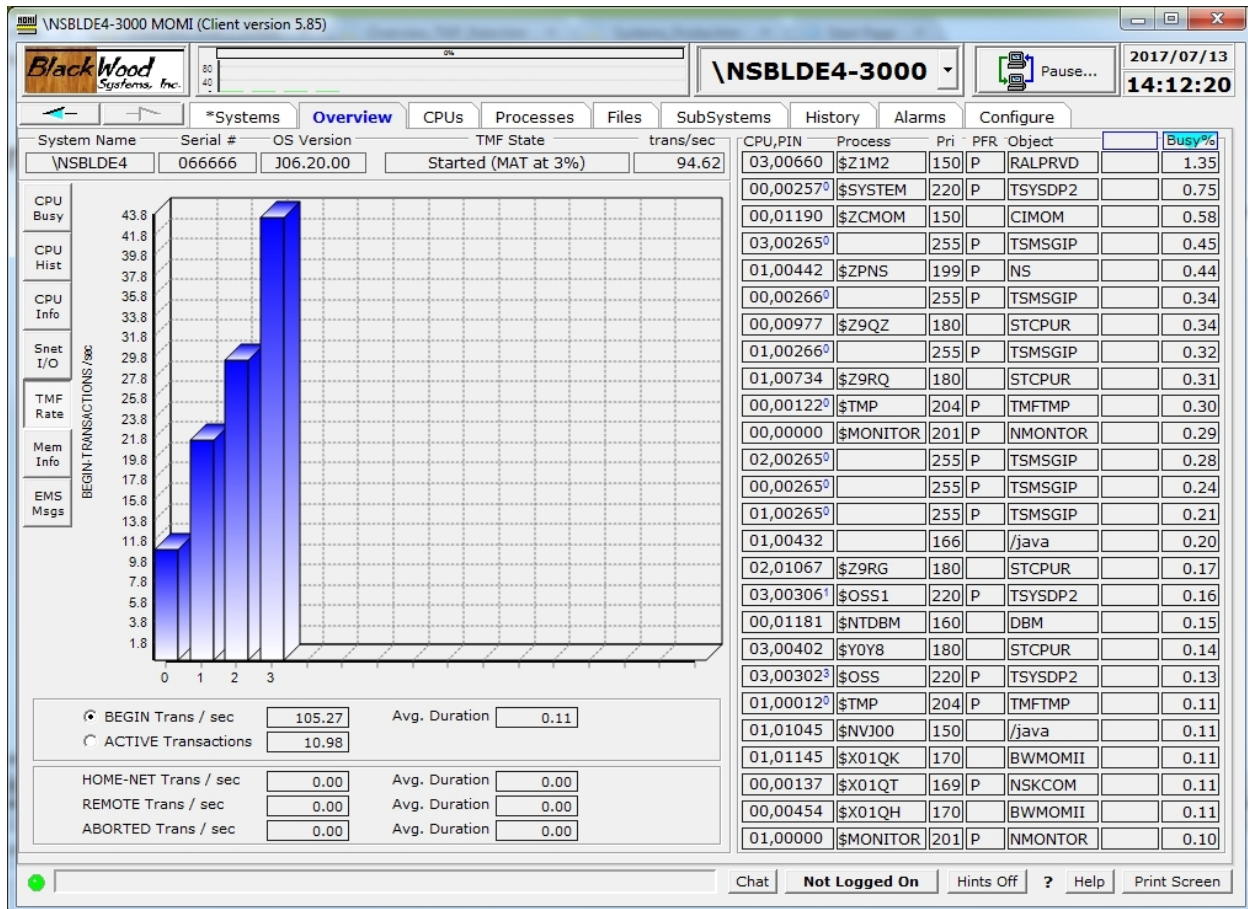 \NSBLDE4-3000 MOMI (Client version 5.85)
BlackWood
Systems, Inc.
80
40
0%
\NSBLDE4-3000
Pause...
2017/07/13
14:12:20
*Systems Overview CPUs Processes Files SubSystems History Alarms Configure
System Name Serial # OS Version TMF State trans/sec
\NSBLDE4 066666 J06.20.00 Started (MAT at 3%) 94.62
CPU Busy
CPU Hist
CPU Info
Snet I/O
TMF Rate
Mem Info
EMS Msgs
BEGIN-TRANSACTIONS /sec
43.8
41.8
39.8
37.8
35.8
33.8
31.8
29.8
27.8
25.8
23.8
21.8
19.8
17.8
15.8
13.8
11.8
9.8
7.8
5.8
3.8
1.8
0 1 2 3
BEGIN Trans / sec 105.27 Avg. Duration 0.11
ACTIVE Transactions 10.98
HOME-NET Trans / sec 0.00 Avg. Duration 0.00
REMOTE Trans / sec 0.00 Avg. Duration 0.00
ABORTED Trans / sec 0.00 Avg. Duration 0.00
CPU,PIN Process Pri PFR Object Busy%
03,00660 $Z1M2 150 P RALPRVD 1.35
00,00257⁰ $SYSTEM 220 P TSYSDP2 0.75
00,01190 $ZCMOM 150 CIMOM 0.58
03,00265⁰ 255 P TSMSGIP 0.45
01,00442 $ZPNS 199 P NS 0.44
00,00266⁰ 255 P TSMSGIP 0.34
00,00977 $Z9QZ 180 STCPUR 0.34
01,00266⁰ 255 P TSMSGIP 0.32
01,00734 $Z9RQ 180 STCPUR 0.31
00,00122⁰ $TMP 204 P TMFTMP 0.30
00,00000 $MONITOR 201 P NMONTOR 0.29
02,00265⁰ 255 P TSMSGIP 0.28
00,00265⁰ 255 P TSMSGIP 0.24
01,00265⁰ 255 P TSMSGIP 0.21
01,00432 166 /java 0.20
02,01067 $Z9RG 180 STCPUR 0.17
03,00306¹ $OSS1 220 P TSYSDP2 0.16
00,01181 $NTDBM 160 DBM 0.15
03,00402 $Y0Y8 180 STCPUR 0.14
03,00302³ $OSS 220 P TSYSDP2 0.13
01,00012⁰ $TMP 204 P TMFTMP 0.11
01,01045 $NVJ00 150 /java 0.11
01,01145 $X01QK 170 BWMOMII 0.11
00,00137 $X01QT 169 P NSKCOM 0.11
00,00454 $X01QH 170 BWMOMII 0.11
01,00000 $MONITOR 201 P NMONTOR 0.10
Chat Not Logged On Hints Off ? Help Print Screen